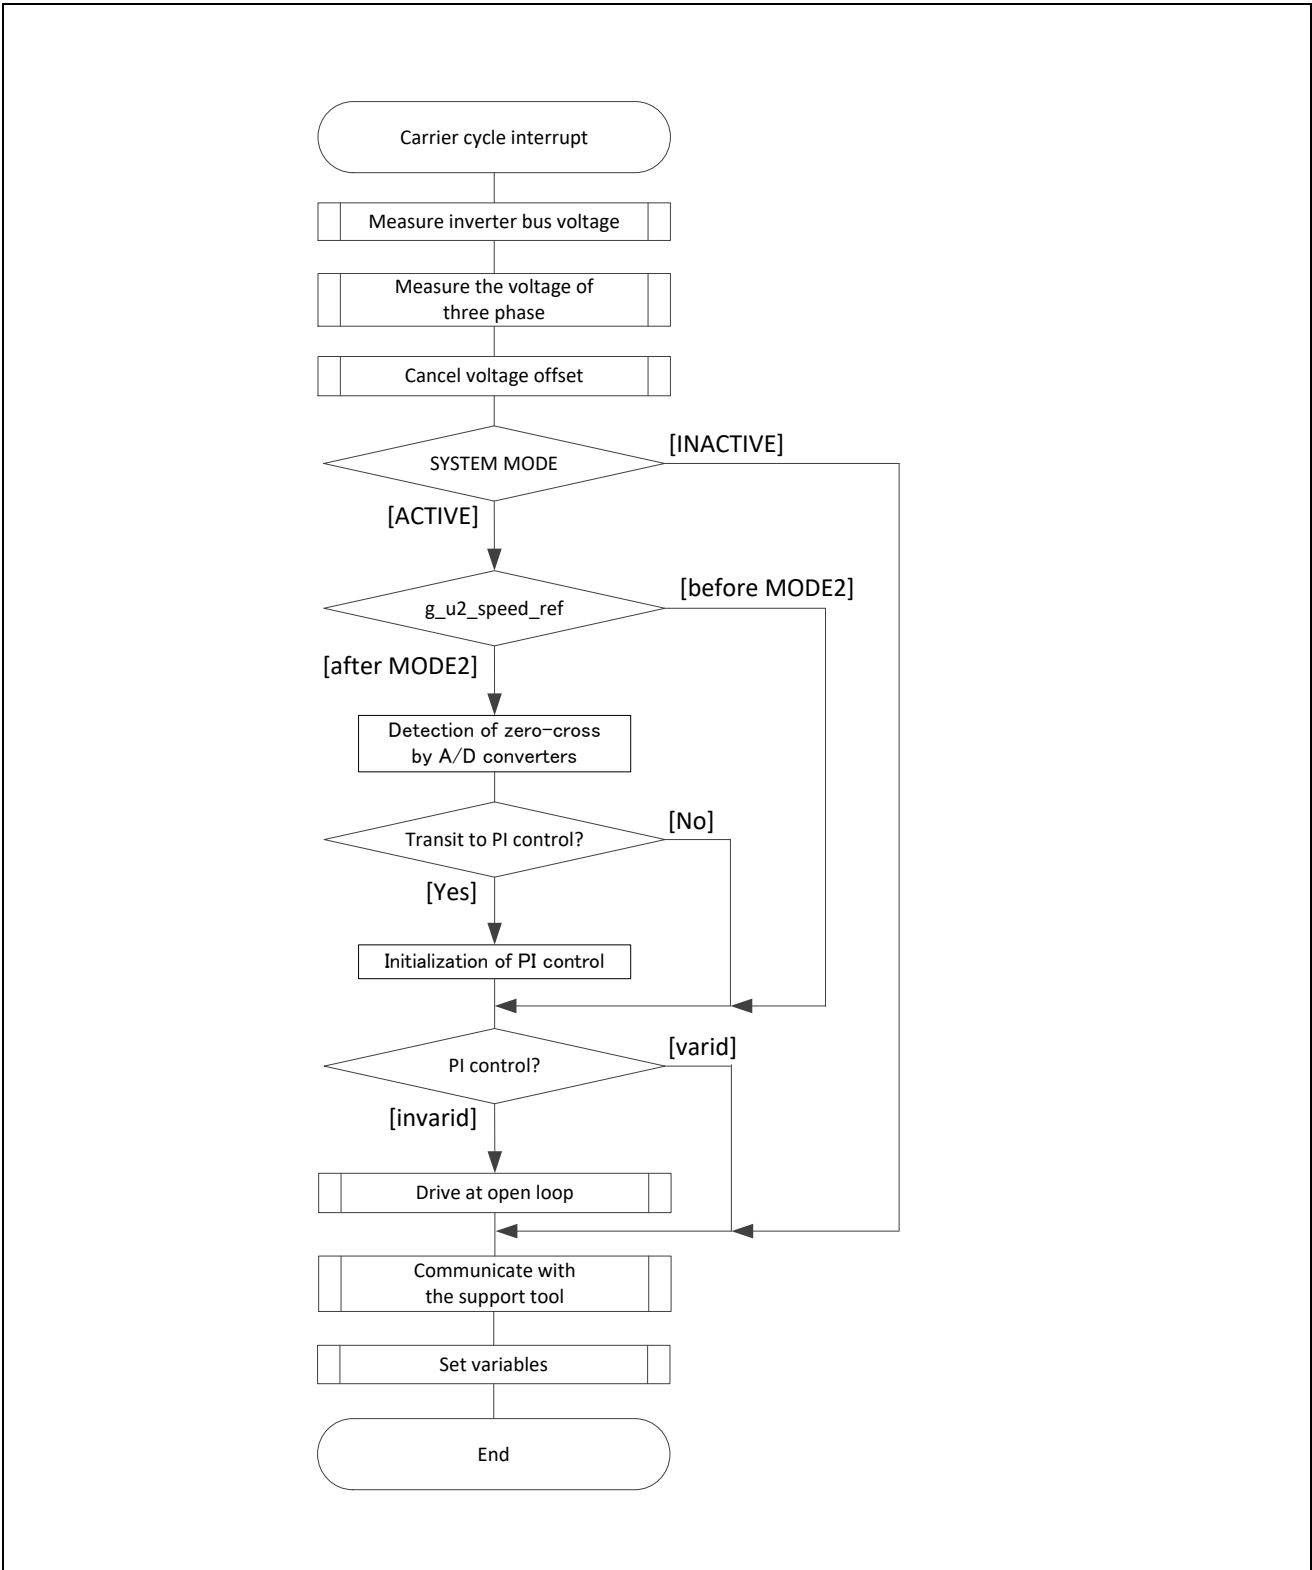 Carrier cycle interrupt
Measure inverter bus voltage
Measure the voltage of
three phase
Cancel voltage offset
[INACTIVE]
SYSTEM MODE
[ACTIVE]
[before MODE2]
g_u2_speed_ref
[after MODE2]
Detection of zero-cross
by A/D converters
[No]
Transit to PI control?
[Yes]
Initialization of PI control
[varid]
PI control?
[invarid]
Drive at open loop
Communicate with
the support tool
Set variables
End